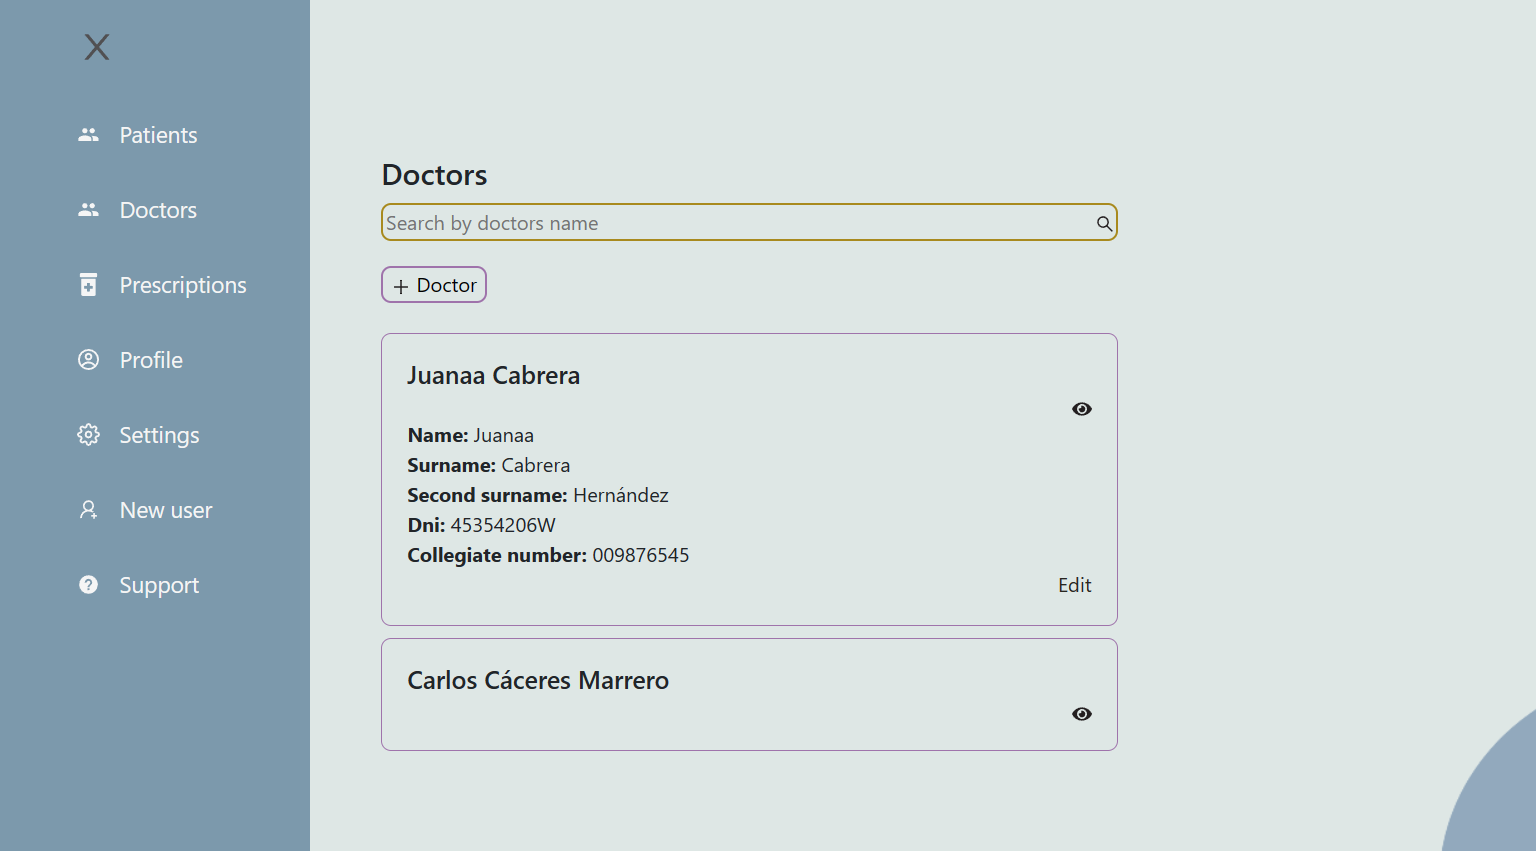 Patients
Doctors
Prescriptions
Profile
Settings
New user
Support
Doctors
Search by doctors name
+ Doctor
Juanaa Cabrera
Name: Juanaa
Surname: Cabrera
Second surname: Hernández
Dni: 45354206W
Collegiate number: 009876545
Edit
Carlos Cáceres Marrero